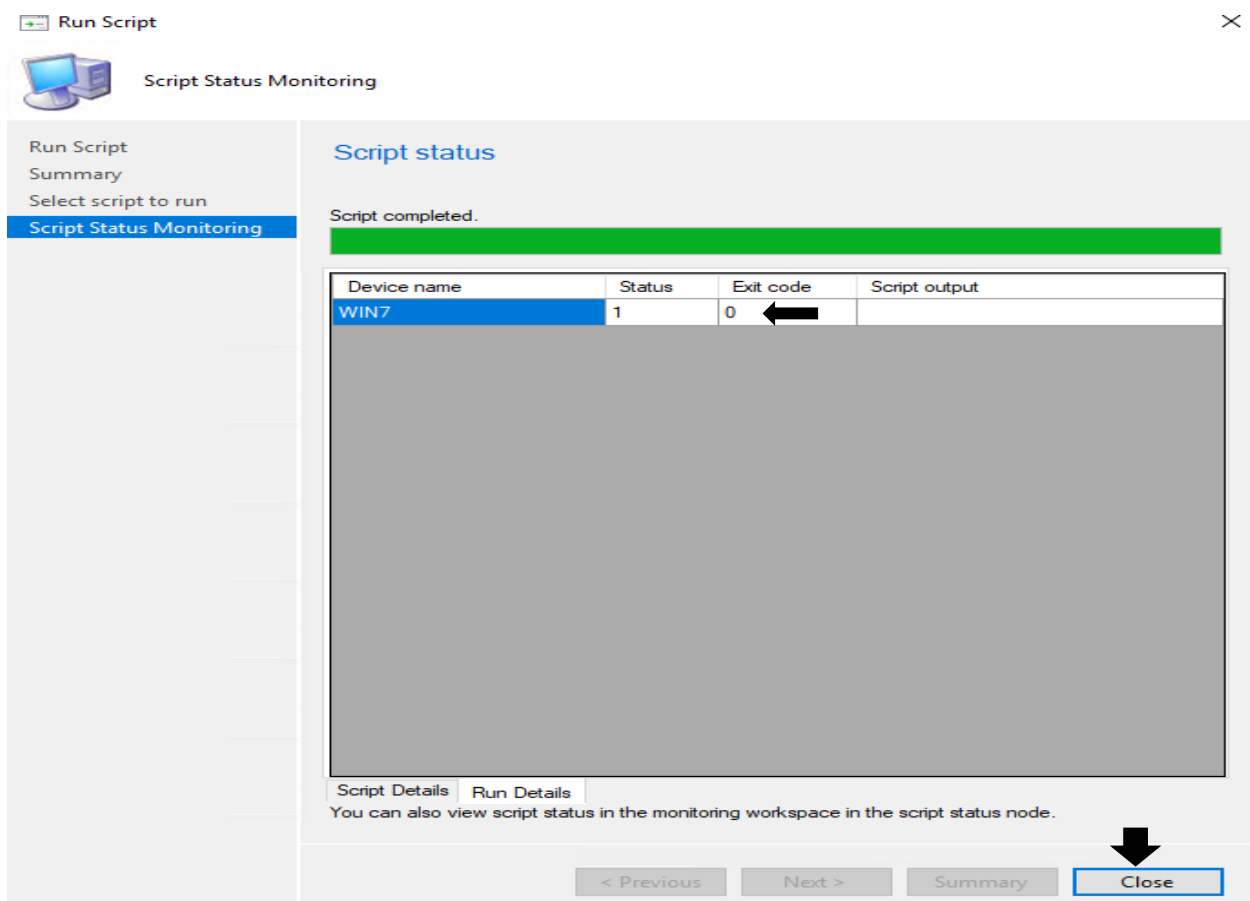 Run Script
Script Status Monitoring
Run Script
Summary
Select script to run
Script Status Monitoring
Script status
Script completed.
Device name Status Exit code Script output
WIN7 1 0
Script Details Run Details
You can also view script status in the monitoring workspace in the script status node.
< Previous Next > Summary Close